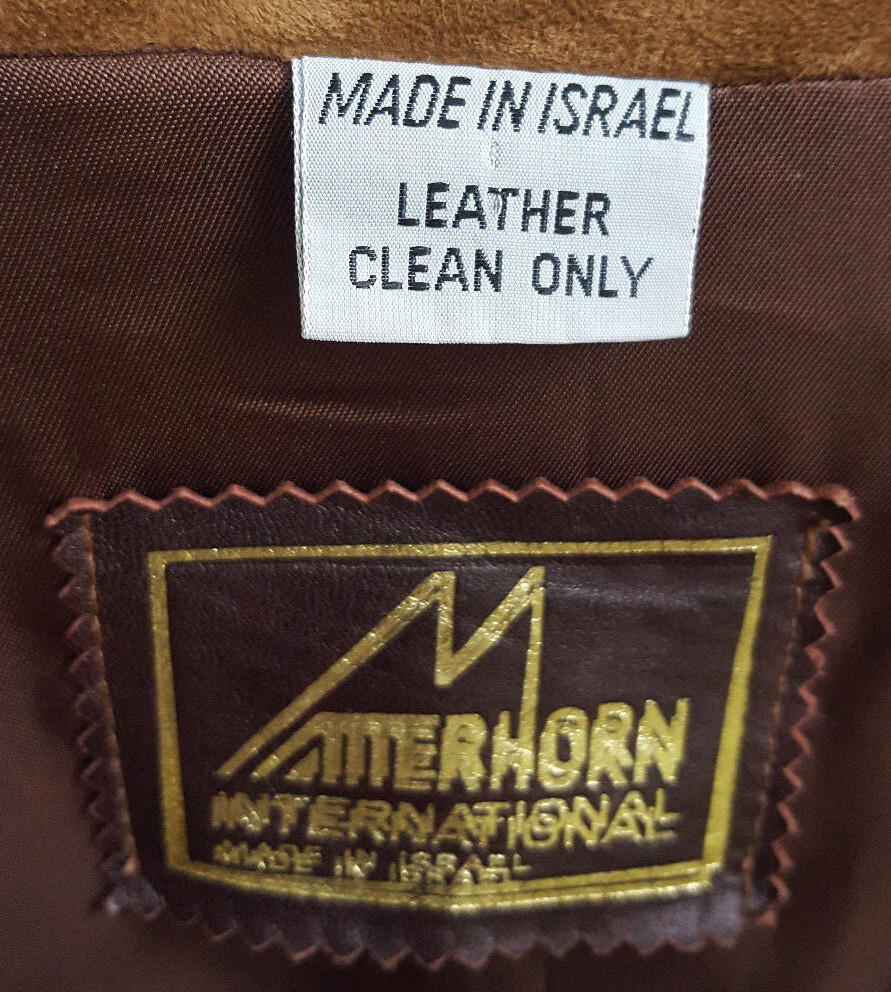 MADE IN ISRAEL
LEATHER
CLEAN ONLY
MATTERHORN
INTERNATIONAL
MADE IN ISRAEL